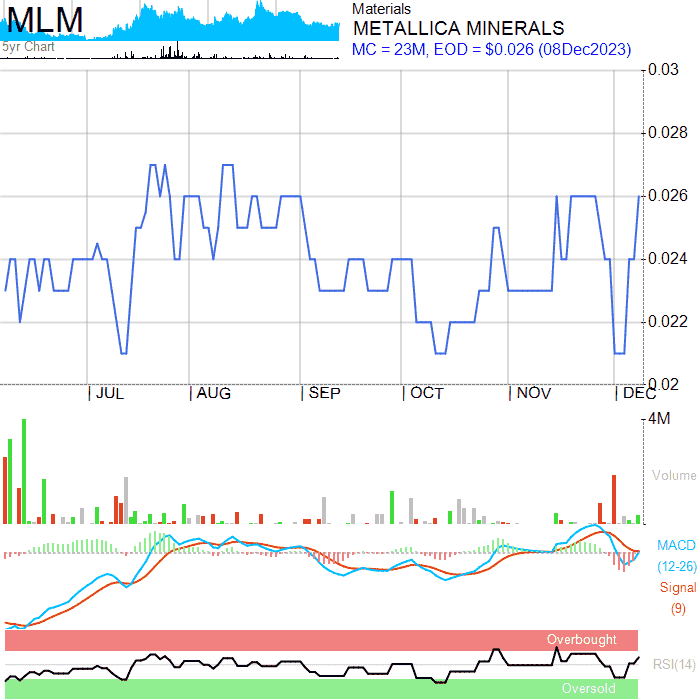 MLM
5yr Chart
Materials
METALLICA MINERALS
MC = 23M, EOD = $0.026 (08Dec2023)
0.03
0.028
0.026
0.024
0.022
0.02
JUL AUG SEP OCT NOV DEC
4M
Volume
MACD
(12-26)
Signal
(9)
Overbought
RSI(14)
Oversold